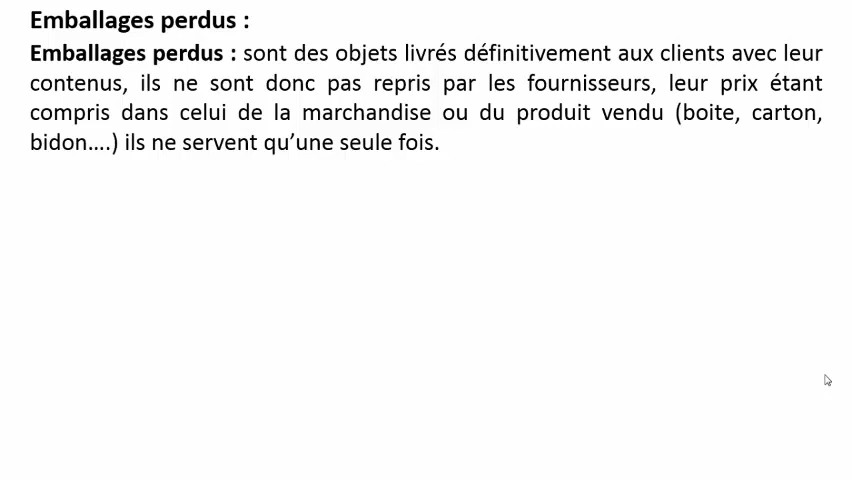 Emballages perdus :
Emballages perdus : sont des objets livrés définitivement aux clients avec leur
contenus, ils ne sont donc pas repris par les fournisseurs, leur prix étant
compris dans celui de la marchandise ou du produit vendu (boite, carton,
bidon….) ils ne servent qu’une seule fois.